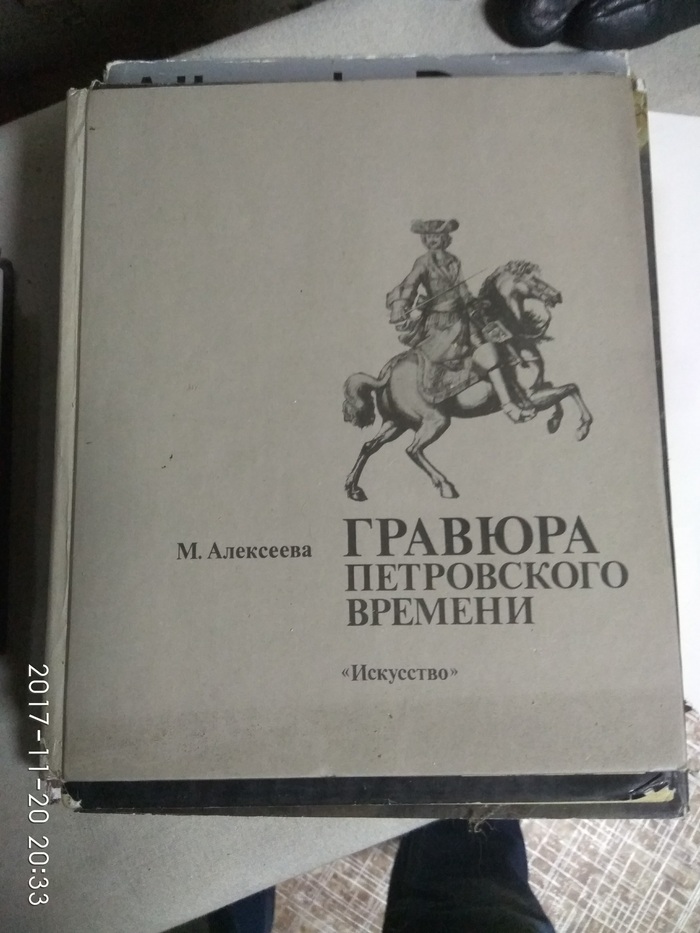 М. Алексеева
ГРАВЮРА
ПЕТРОВСКОГО
ВРЕМЕНИ
«Искусство»
2017-11-20 20:33